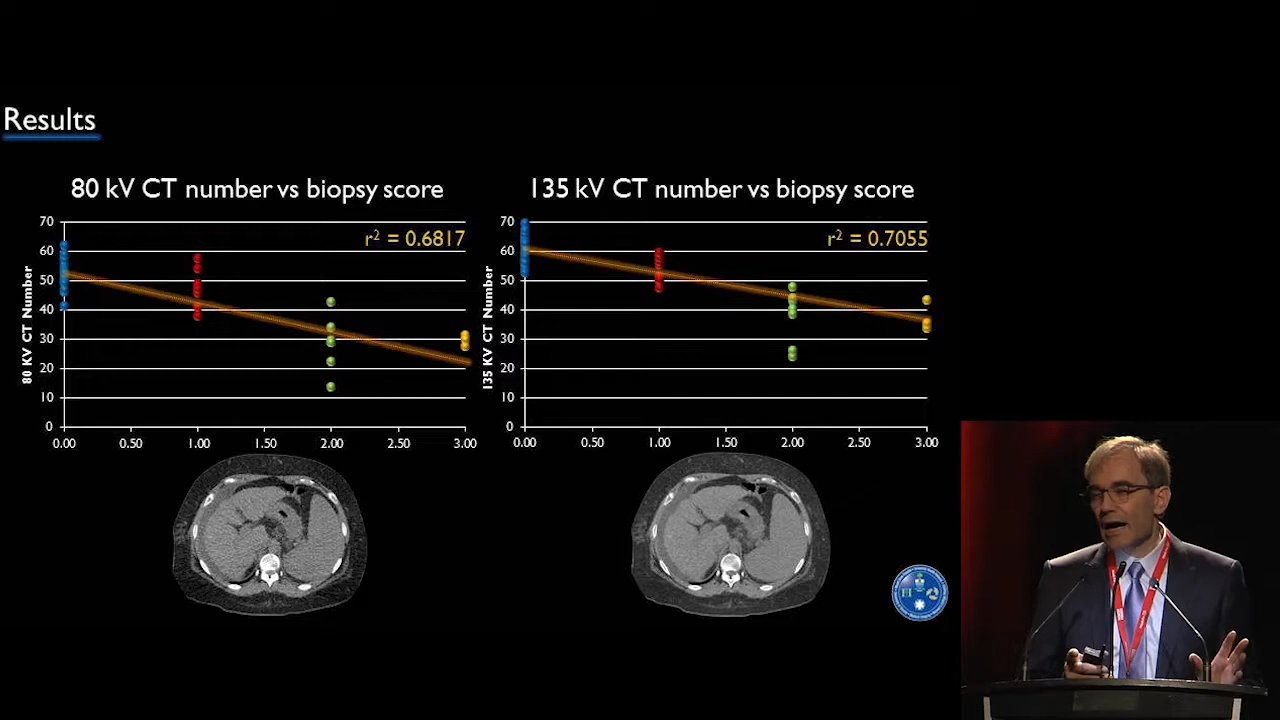 Results
80 kV CT number vs biopsy score
r² = 0.6817
80 KV CT Number
70
60
50
40
30
20
10
0
0.00 0.50 1.00 1.50 2.00 2.50 3.00
135 kV CT number vs biopsy score
r² = 0.7055
135 KV CT Number
70
60
50
40
30
20
10
0
0.00 0.50 1.00 1.50 2.00 2.50 3.00